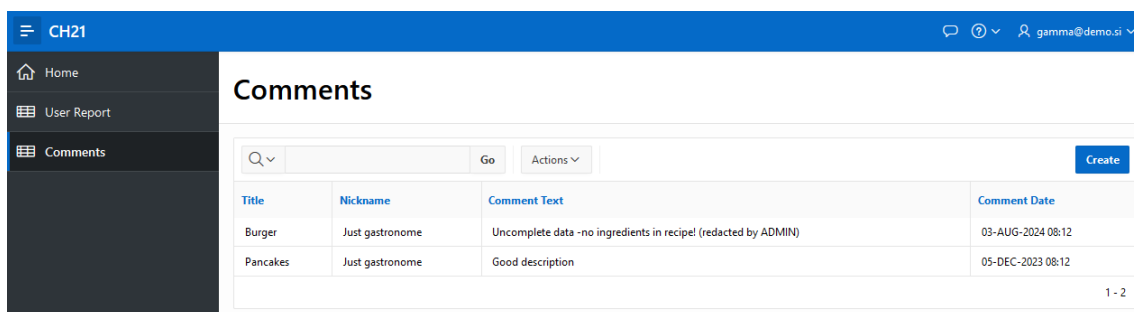 CH21
gamma@demo.si
Home
User Report
Comments
Comments
Go Actions Create
Title Nickname Comment Text Comment Date
Burger Just gastronome Uncomplete data -no ingredients in recipe! (redacted by ADMIN) 03-AUG-2024 08:12
Pancakes Just gastronome Good description 05-DEC-2023 08:12
1 - 2